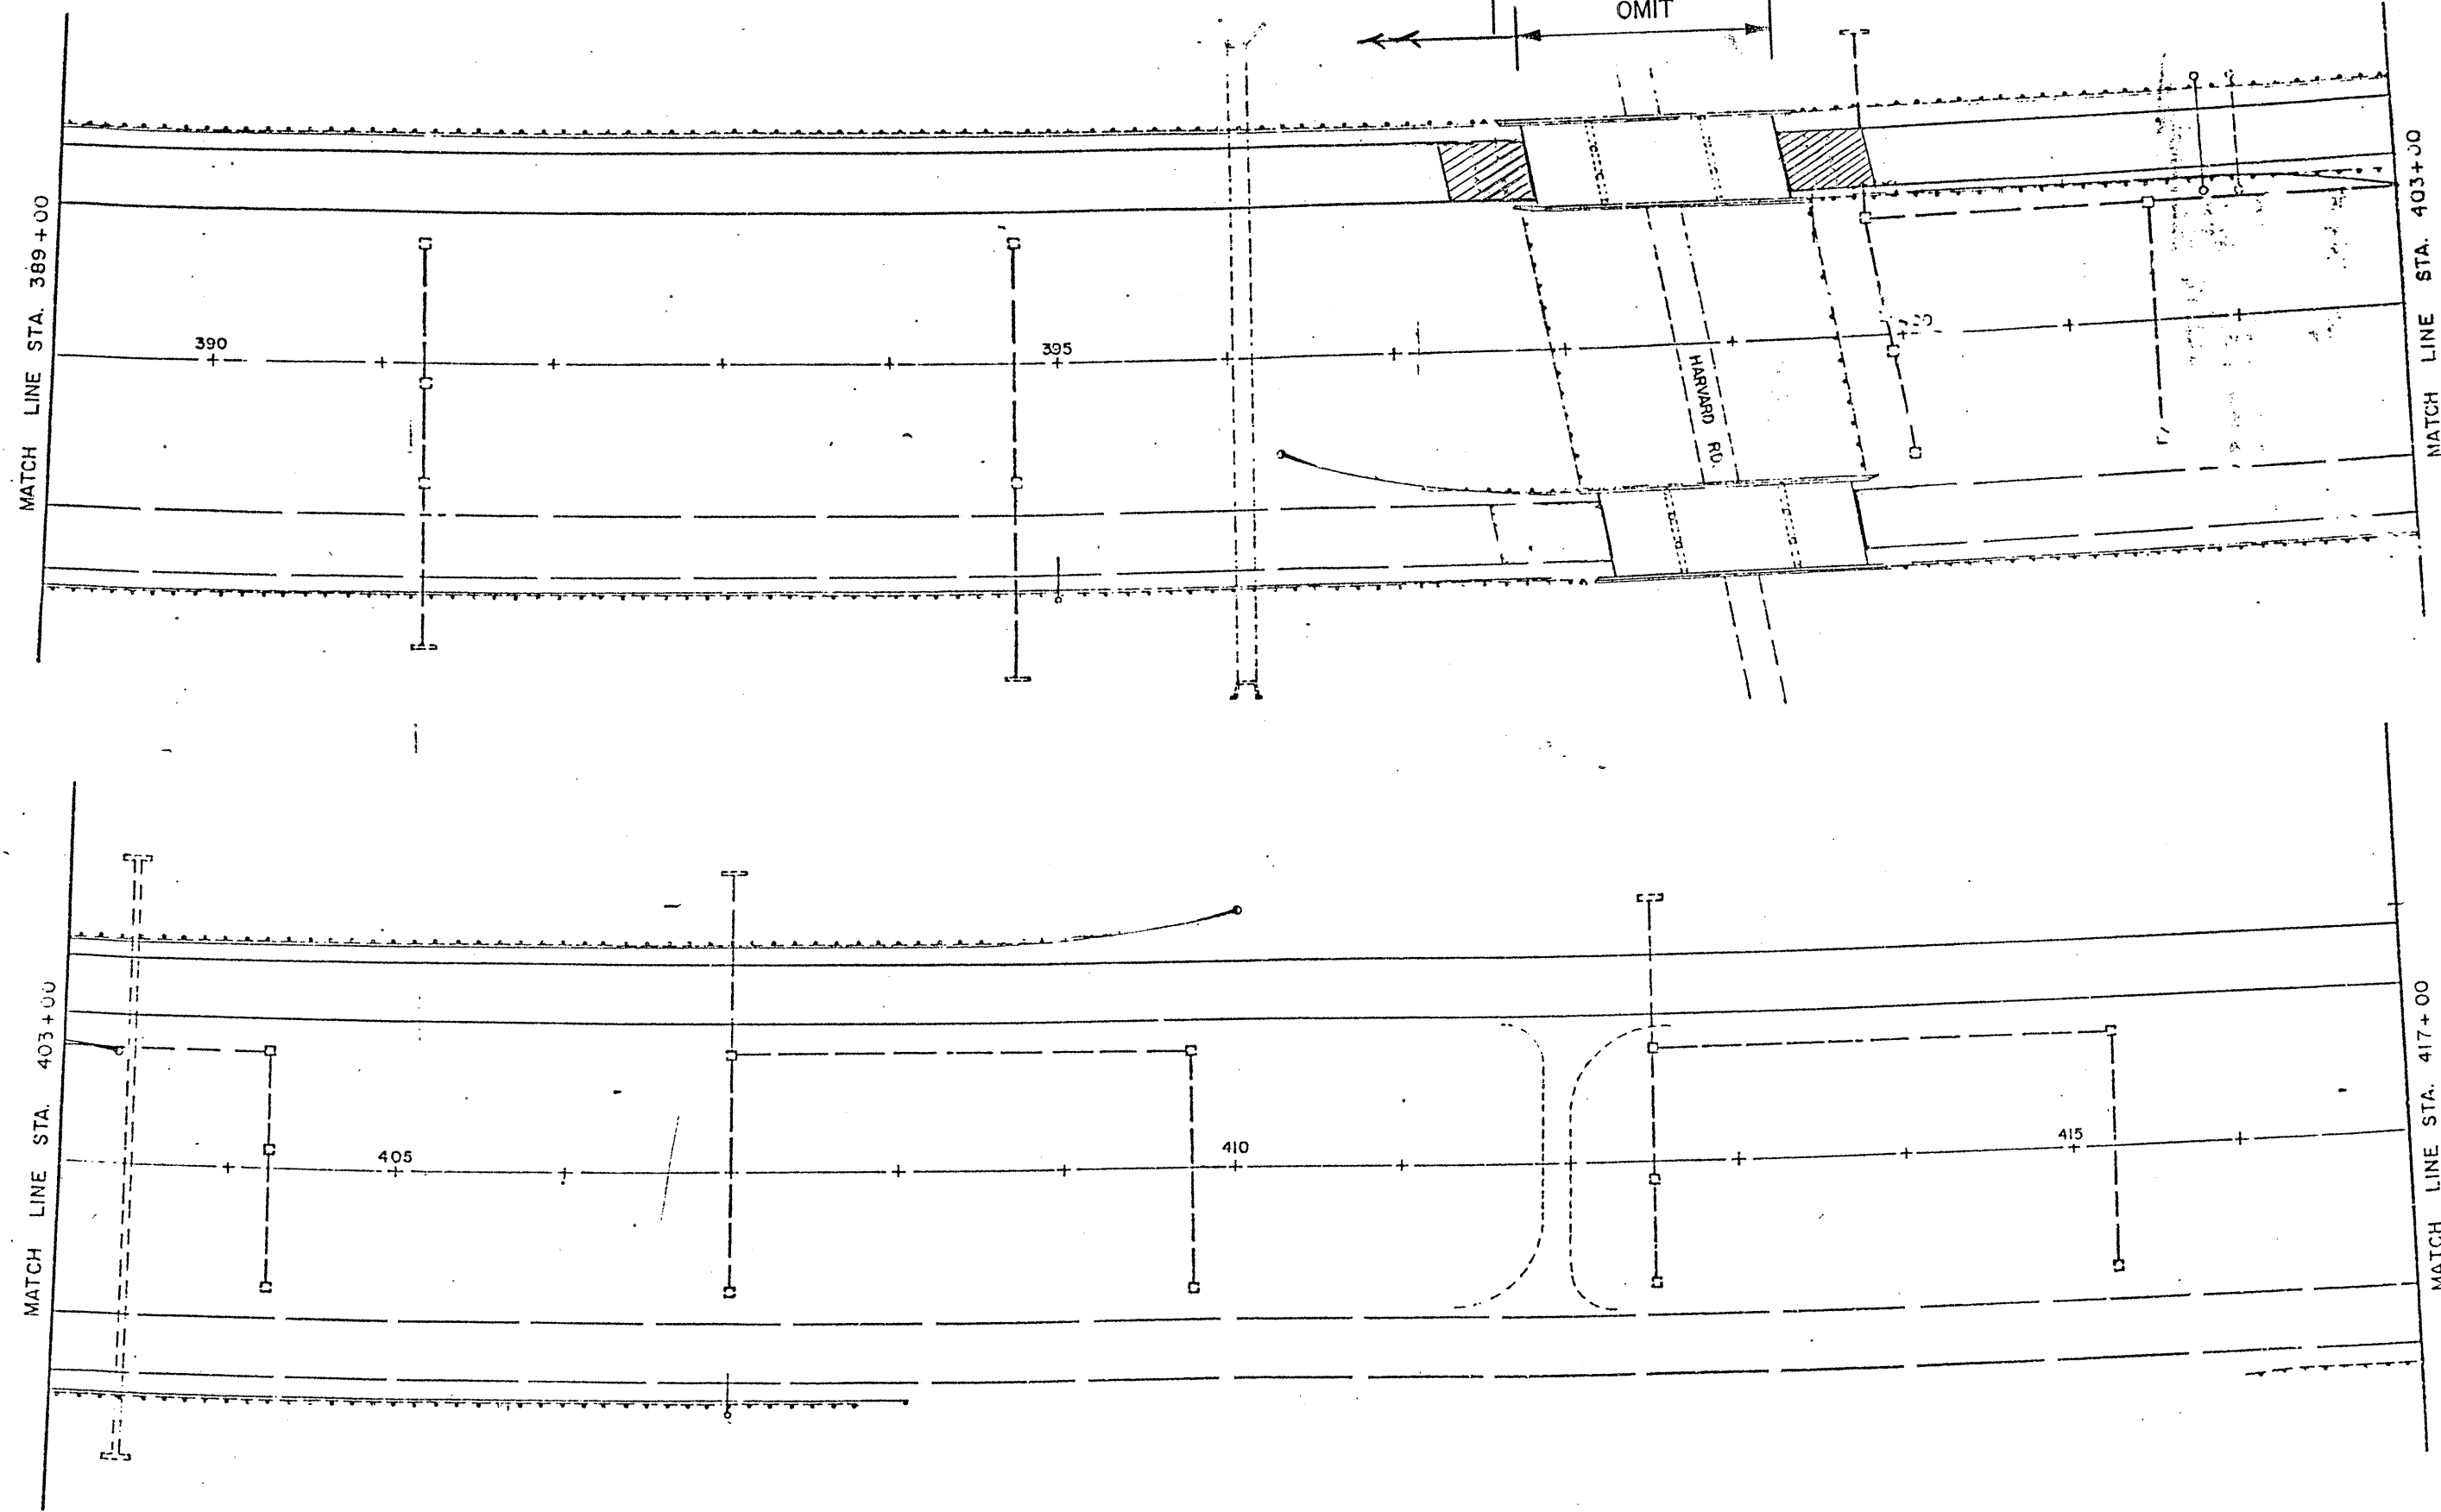 OMIT
MATCH LINE STA. 389+00
390
395
HARVARD RD.
MATCH LINE STA. 403+00
MATCH LINE STA. 403+00
405
410
415
MATCH LINE STA. 417+00